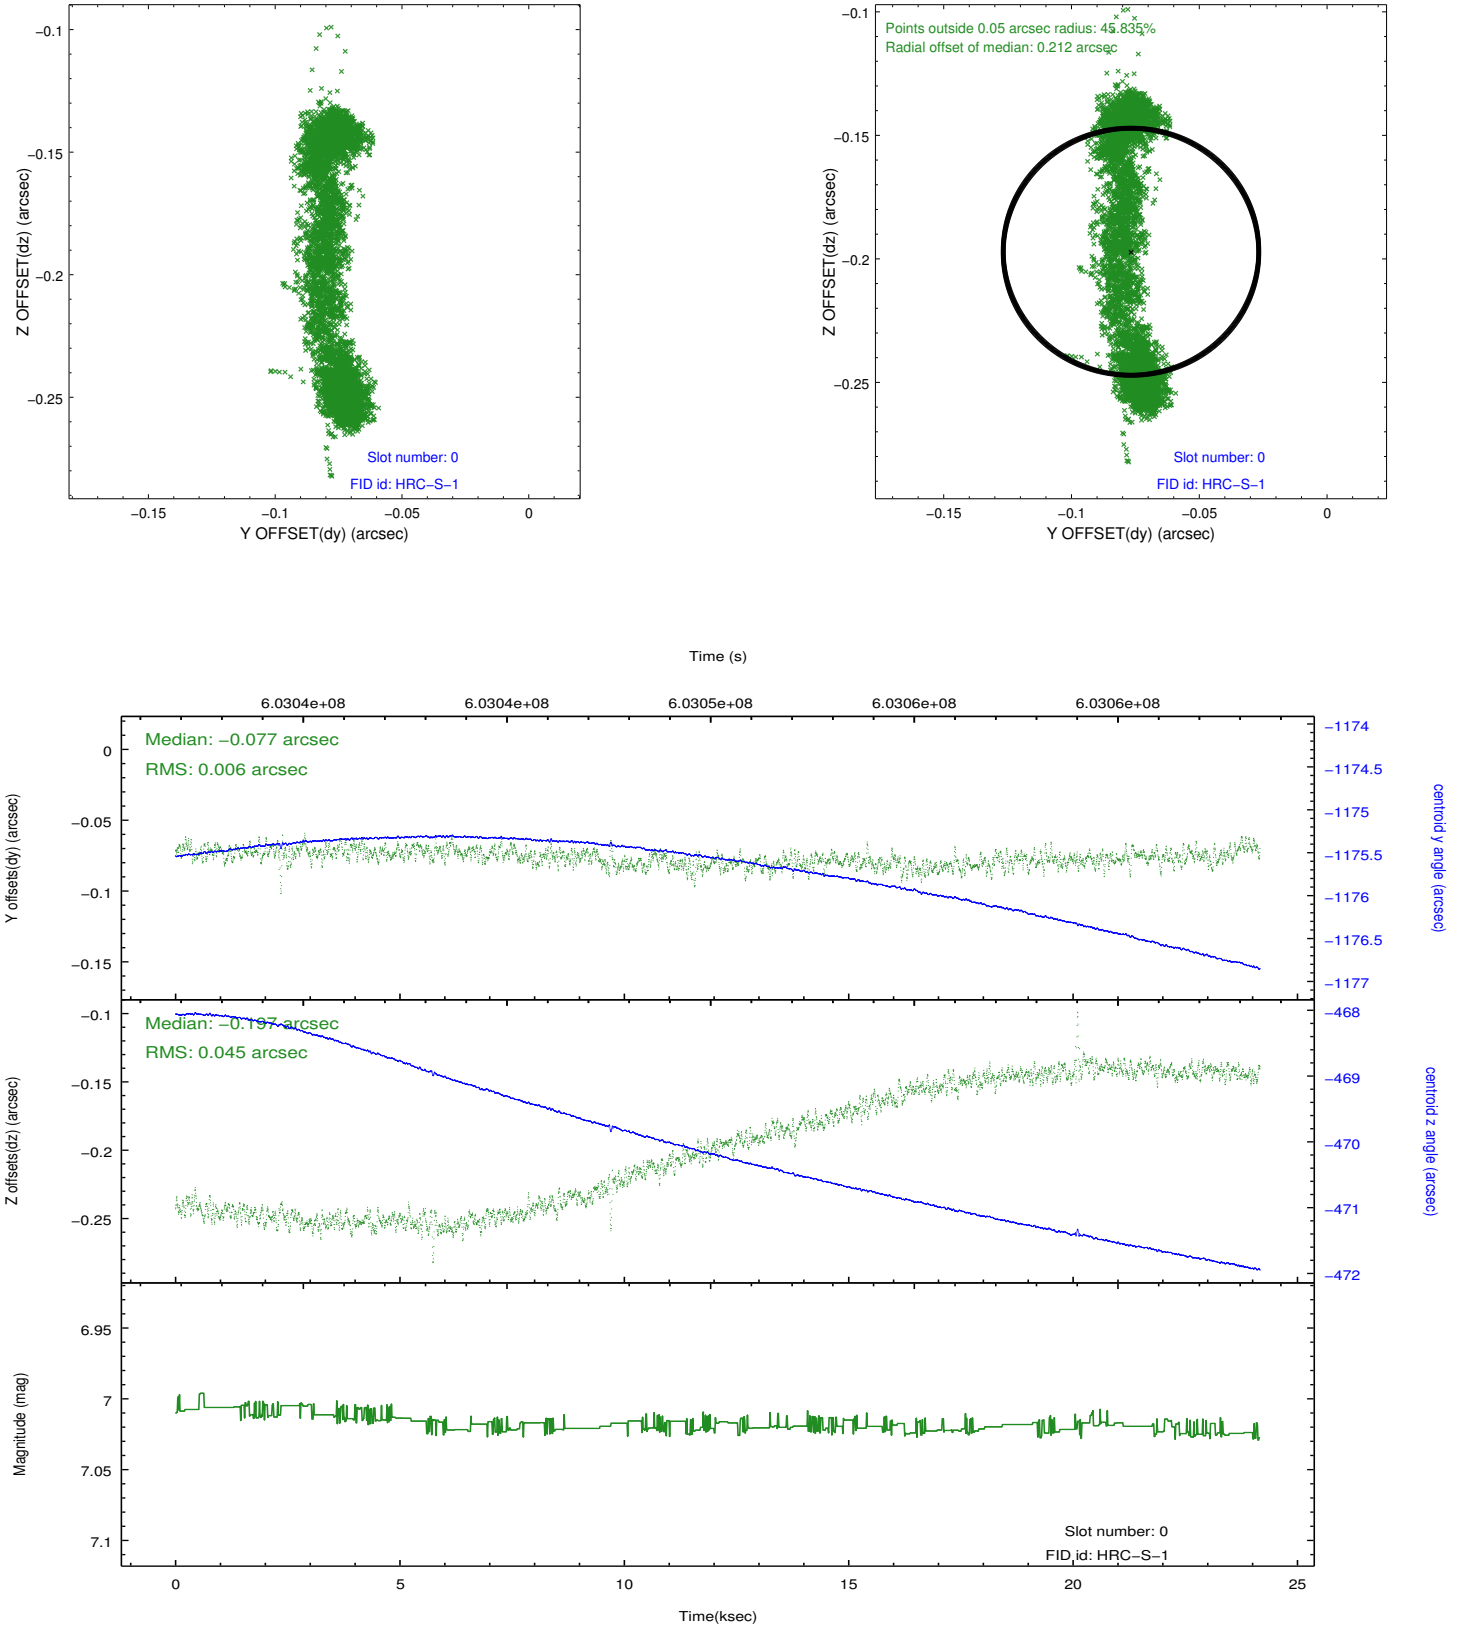 −0.1
−0.15
−0.2
−0.25
Z OFFSET(dz) (arcsec)
Slot number: 0
FID id: HRC−S−1
−0.15 −0.1 −0.05 0
Y OFFSET(dy) (arcsec)
Points outside 0.05 arcsec radius: 45.835%
Radial offset of median: 0.212 arcsec
−0.1
−0.15
−0.2
−0.25
Z OFFSET(dz) (arcsec)
Slot number: 0
FID id: HRC−S−1
−0.15 −0.1 −0.05 0
Y OFFSET(dy) (arcsec)
Time (s)
6.0304e+08 6.0304e+08 6.0305e+08 6.0306e+08 6.0306e+08
Median: −0.077 arcsec
RMS: 0.006 arcsec
0
−0.05
−0.1
−0.15
Y offsets(dy) (arcsec)
−1174
−1174.5
−1175
−1175.5
−1176
−1176.5
−1177
centroid y angle (arcsec)
Median: −0.197 arcsec
RMS: 0.045 arcsec
−0.1
−0.15
−0.2
−0.25
Z offsets(dz) (arcsec)
−468
−469
−470
−471
−472
centroid z angle (arcsec)
6.95
7
7.05
7.1
Magnitude (mag)
Slot number: 0
FID id: HRC−S−1
0 5 10 15 20 25
Time(ksec)